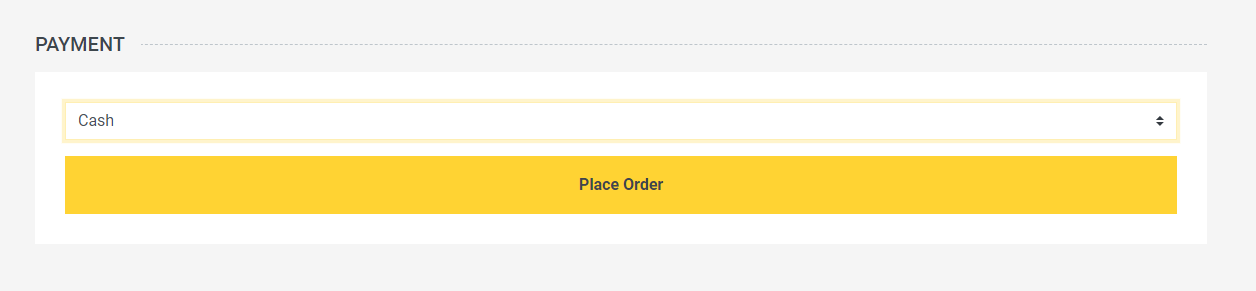 PAYMENT
Cash
Place Order